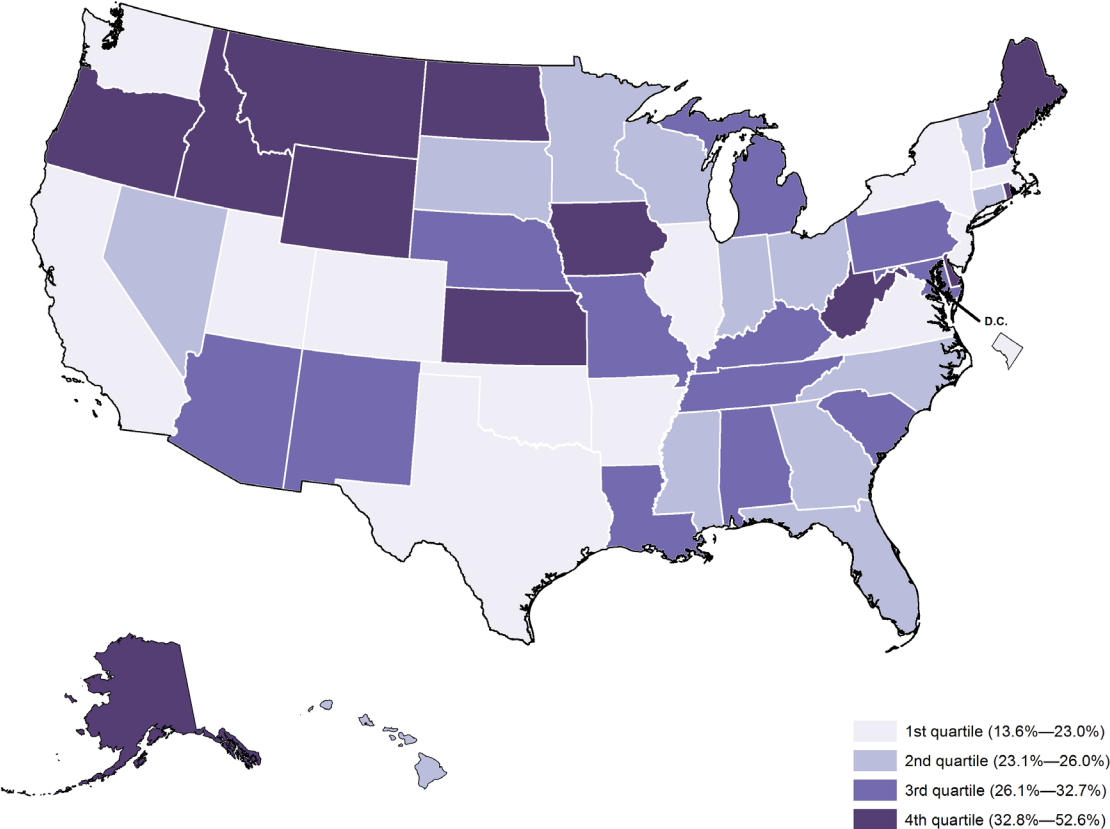 D.C.
1st quartile (13.6%—23.0%)
2nd quartile (23.1%—26.0%)
3rd quartile (26.1%—32.7%)
4th quartile (32.8%—52.6%)